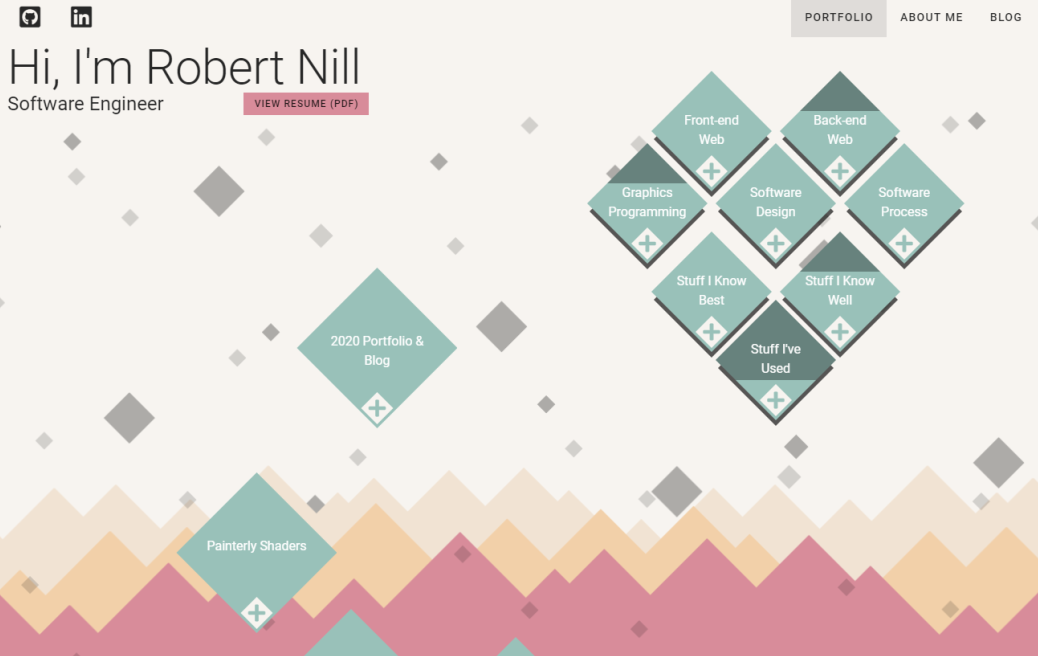 PORTFOLIO
ABOUT ME
BLOG
Hi, I'm Robert Nill
Software Engineer
VIEW RESUME (PDF)
Front-end
Web
Back-end
Web
Graphics
Programming
Software
Design
Software
Process
Stuff I Know
Best
Stuff I Know
Well
Stuff I've
Used
2020 Portfolio &
Blog
Painterly Shaders